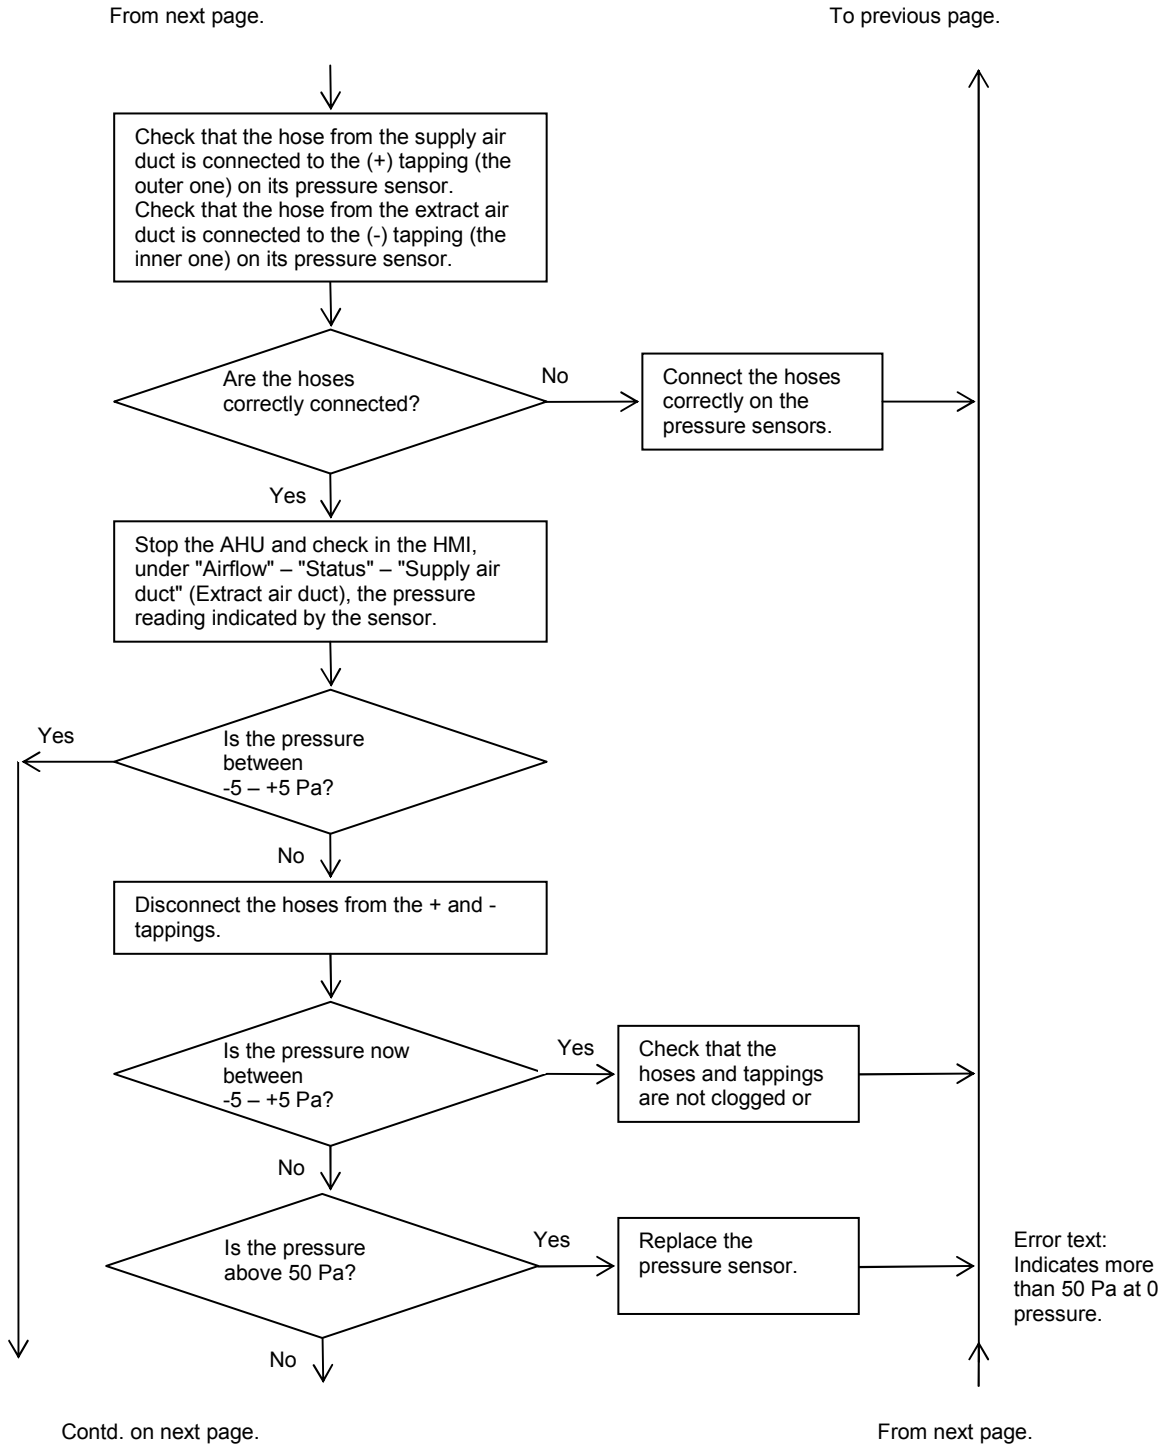 From next page.
To previous page.
Check that the hose from the supply air
duct is connected to the (+) tapping (the
outer one) on its pressure sensor.
Check that the hose from the extract air
duct is connected to the (-) tapping (the
inner one) on its pressure sensor.
Are the hoses
correctly connected?
No
Connect the hoses
correctly on the
pressure sensors.
Yes
Stop the AHU and check in the HMI,
under "Airflow" – "Status" – "Supply air
duct" (Extract air duct), the pressure
reading indicated by the sensor.
Yes
Is the pressure
between
-5 – +5 Pa?
No
Disconnect the hoses from the + and -
tappings.
Is the pressure now
between
-5 – +5 Pa?
Yes
Check that the
hoses and tappings
are not clogged or
No
Is the pressure
above 50 Pa?
Yes
Replace the
pressure sensor.
Error text:
Indicates more
than 50 Pa at 0
pressure.
No
Contd. on next page.
From next page.